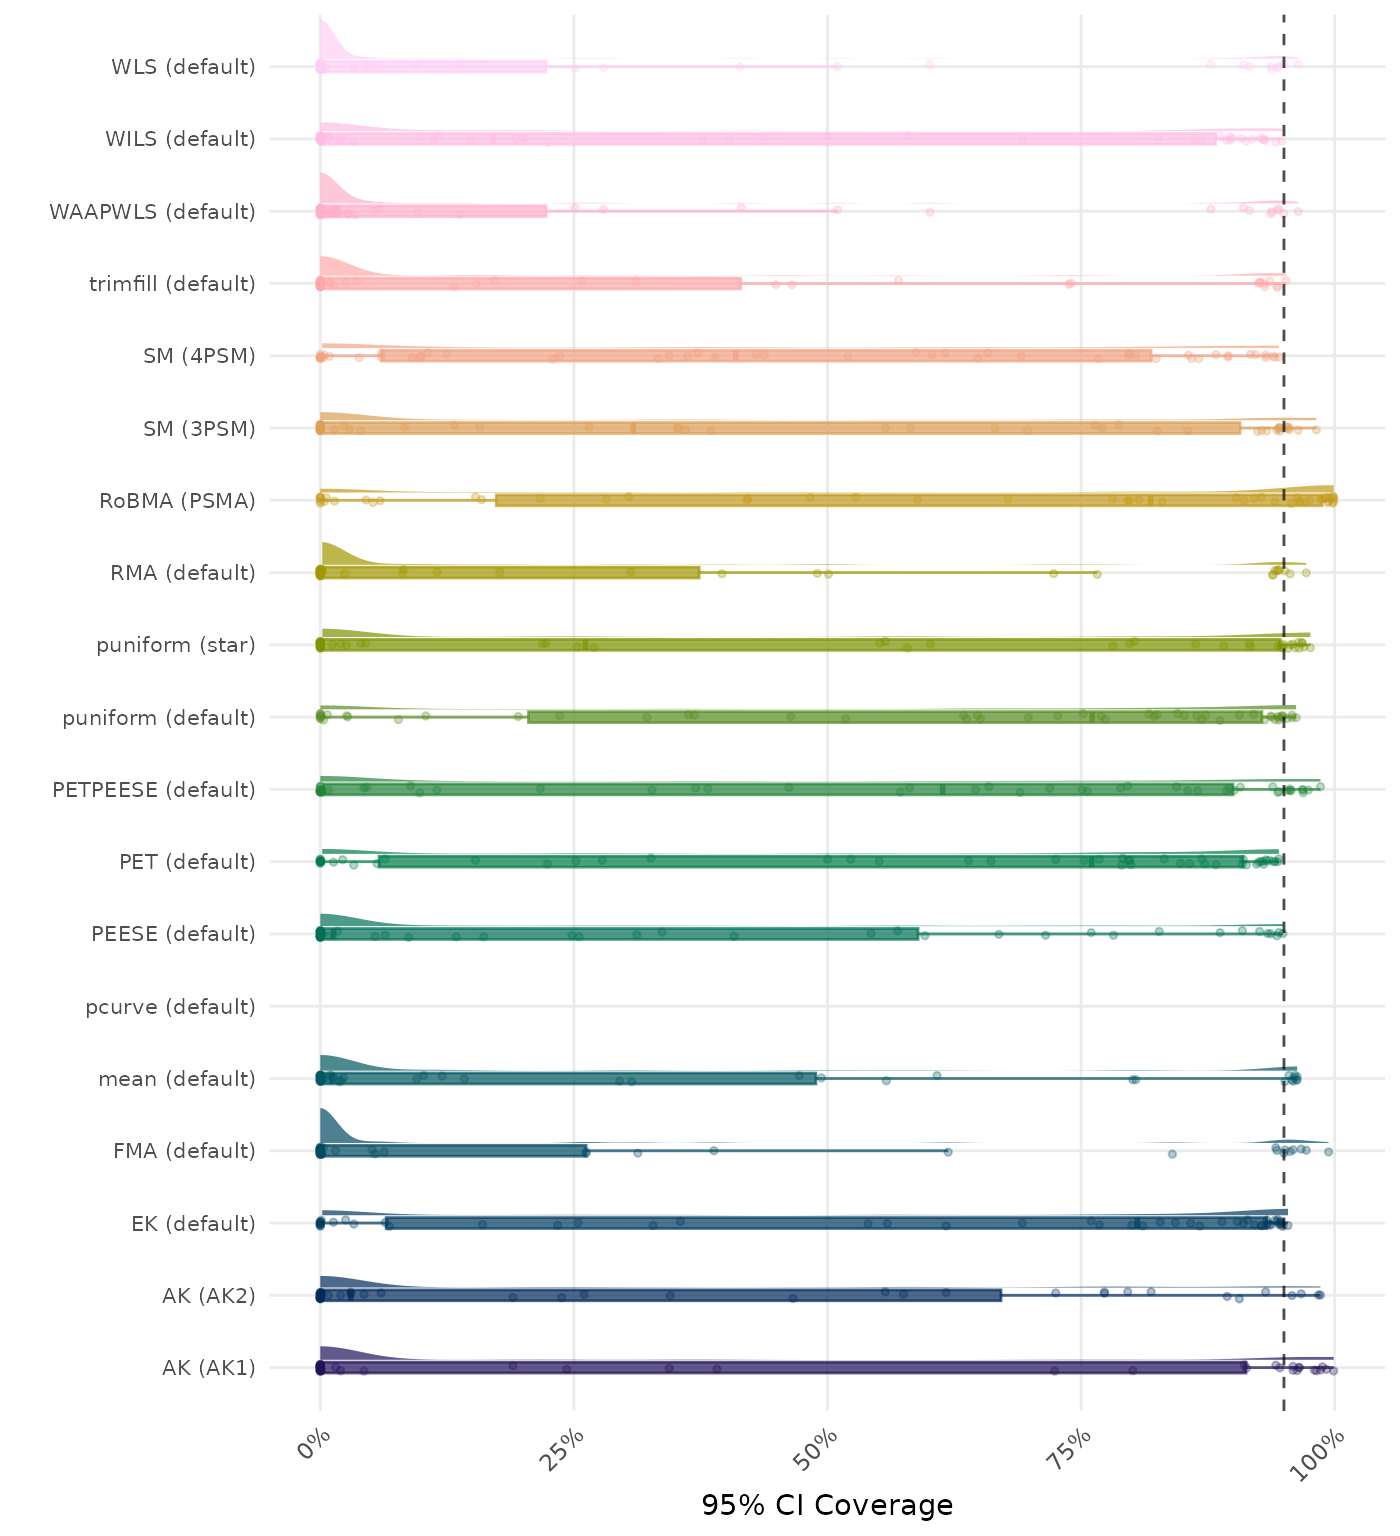 WLS (default)
WILS (default)
WAAPWLS (default)
trimfill (default)
SM (4PSM)
SM (3PSM)
RoBMA (PSMA)
RMA (default)
puniform (star)
puniform (default)
PETPEESE (default)
PET (default)
PEESE (default)
pcurve (default)
mean (default)
FMA (default)
EK (default)
AK (AK2)
AK (AK1)
0% 25% 50% 75% 100%
95% CI Coverage